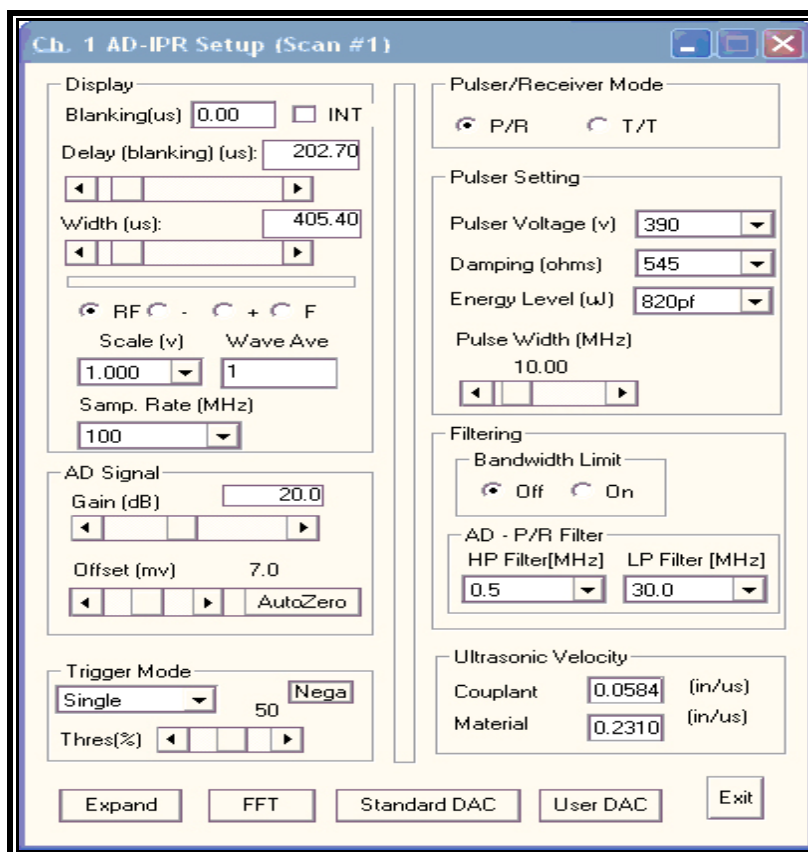 Ch. 1 AD-IPR Setup (Scan #1)
Display
Blanking(us) 0.00 INT
Delay (blanking) (us): 202.70
Width (us): 405.40
RF - + F
Scale (v) Wave Ave
1.000 1
Samp. Rate (MHz)
100
AD Signal
Gain (dB) 20.0
Offset (mv) 7.0
AutoZero
Trigger Mode
Single 50 Nega
Thres(%)
Pulser/Receiver Mode
P/R T/T
Pulser Setting
Pulser Voltage (v) 390
Damping (ohms) 545
Energy Level (uJ) 820pf
Pulse Width (MHz)
10.00
Filtering
Bandwidth Limit
Off On
AD - P/R Filter
HP Filter[MHz] LP Filter [MHz]
0.5 30.0
Ultrasonic Velocity
Couplant 0.0584 (in/us)
Material 0.2310 (in/us)
Expand FFT Standard DAC User DAC Exit